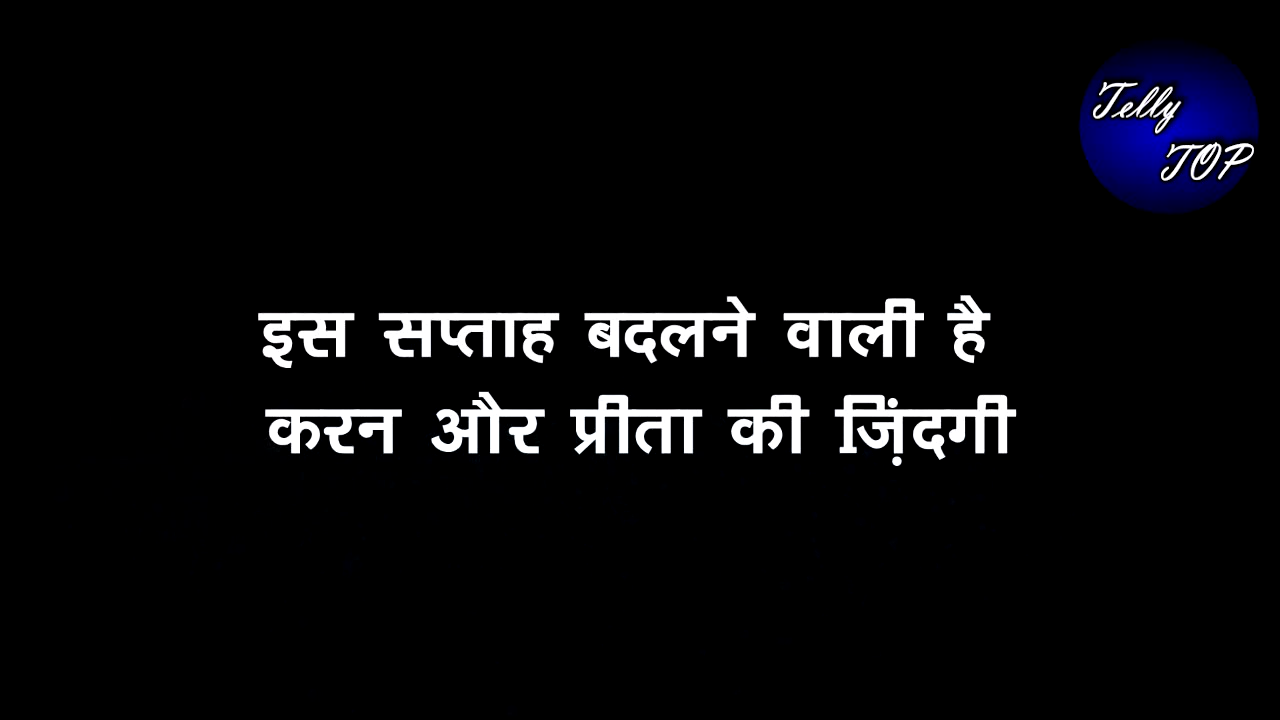 Telly
TOP
इस सप्ताह बदलने वाली है
करन और प्रीता की ज़िंदगी